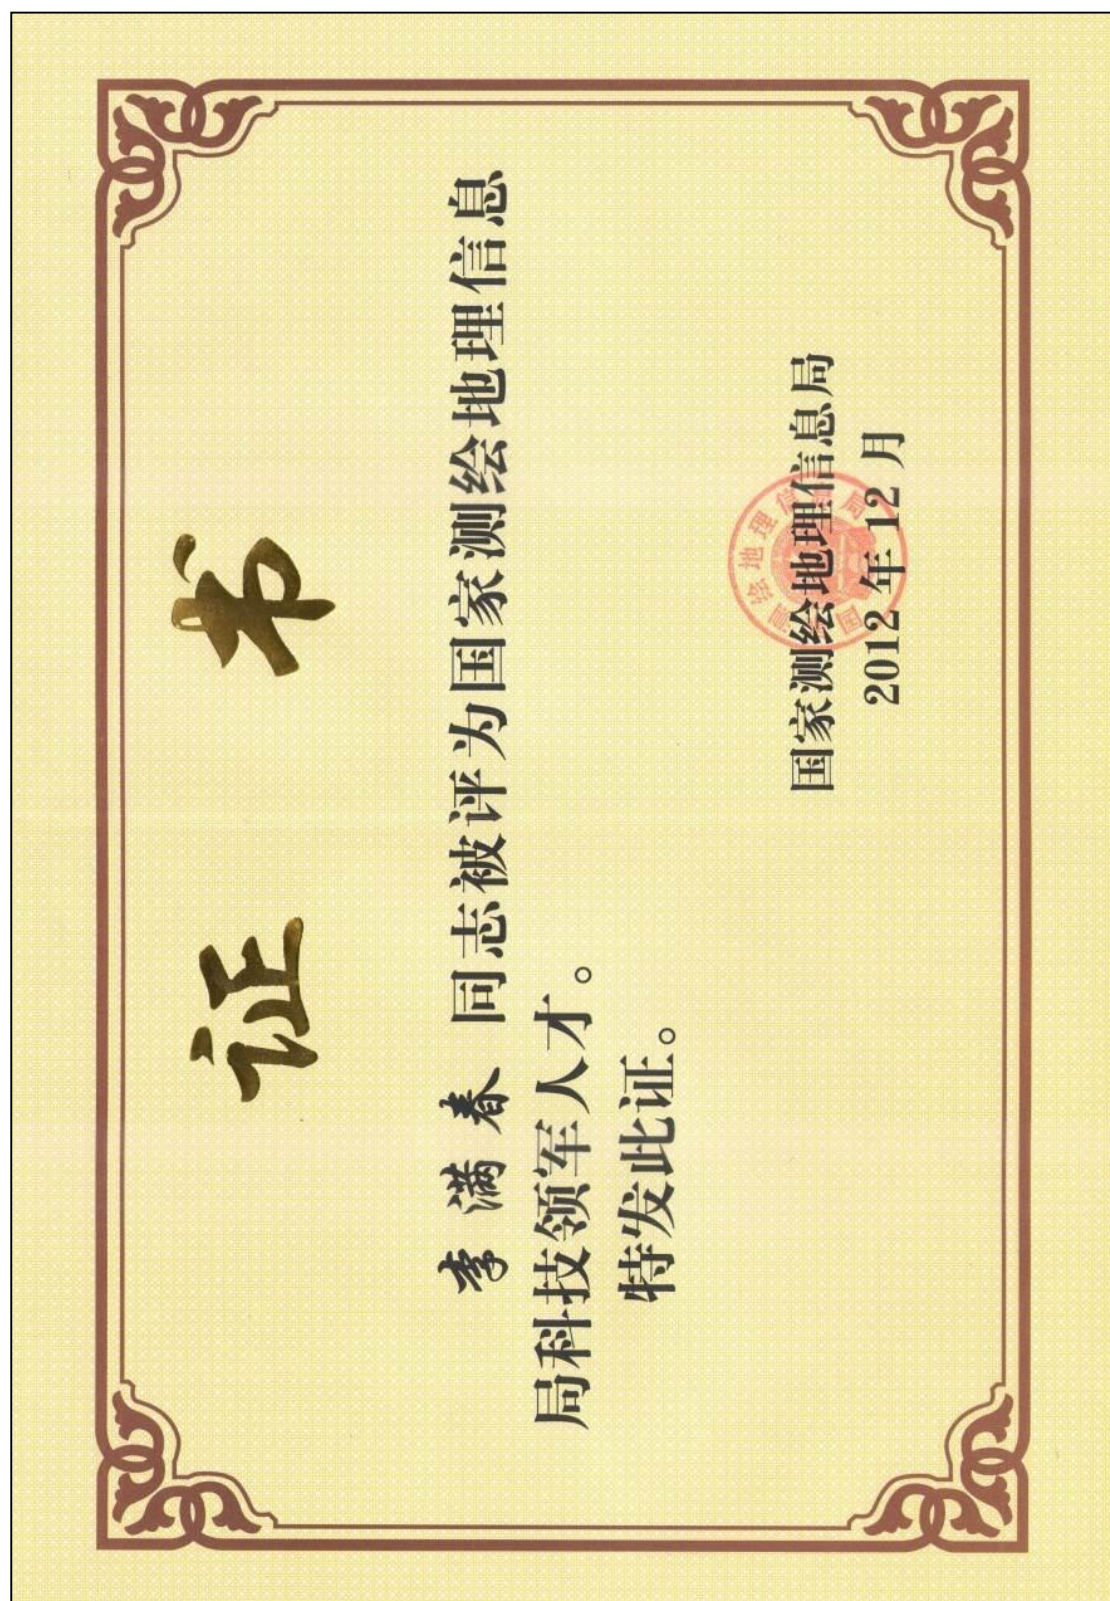 证书
李满春 同志被评为国家测绘地理信息
局科技领军人才。
特发此证。
国家测绘地理信息局
2012年12月